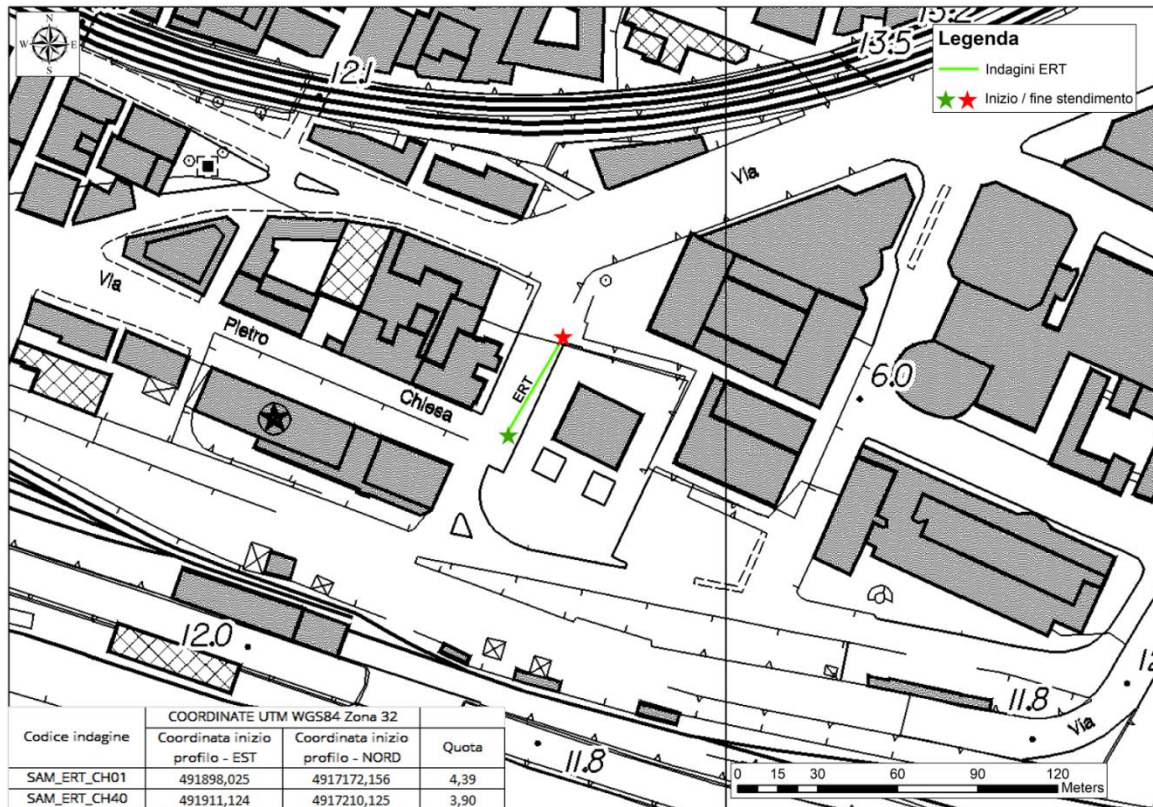 N
W E
S
12.1
13.5
Legenda
Indagini ERT
Inizio / fine stendimento
Via
Via
Pietro
Chiesa
ERT
6.0
12.0
11.8
11.8
Via
COORDINATE UTM WGS84 Zona 32
Codice indagine
Coordinata inizio profilo - EST
Coordinata inizio profilo - NORD
Quota
SAM_ERT_CH01 491898,025 4917172,156 4,39
SAM_ERT_CH40 491911,124 4917210,125 3,90
0 15 30 60 90 120
Meters